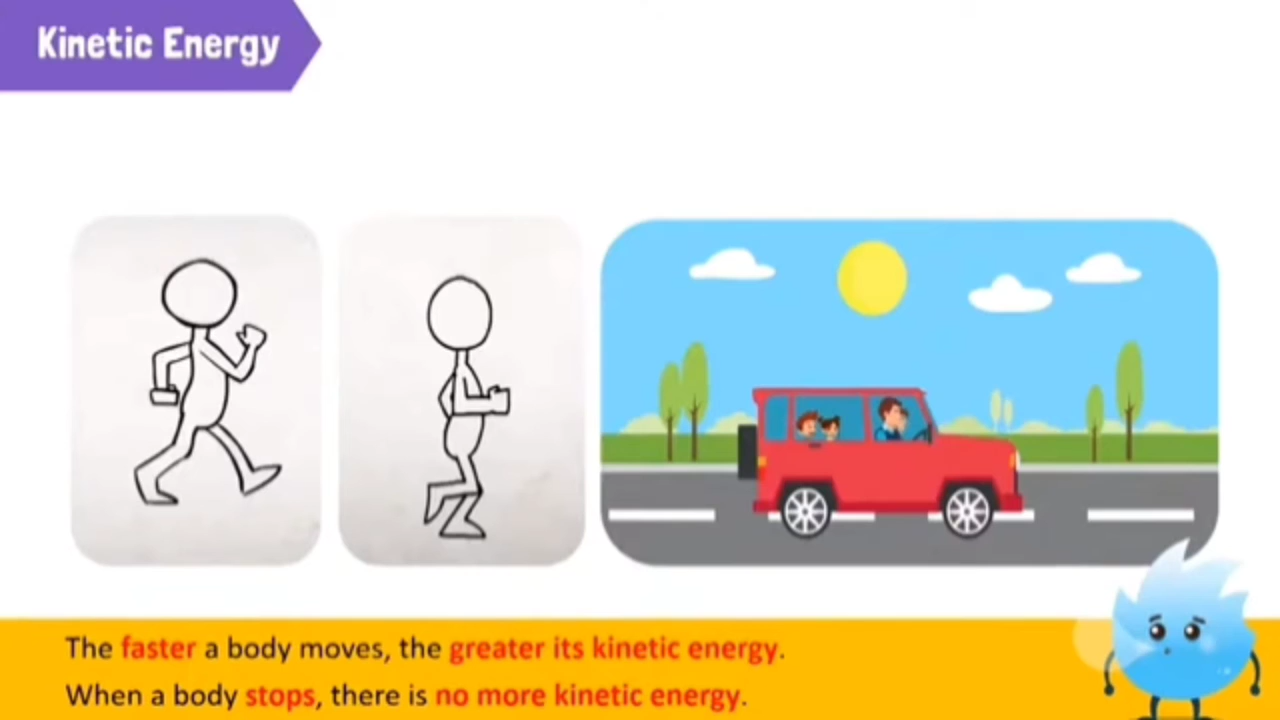 Kinetic Energy
The faster a body moves, the greater its kinetic energy.
When a body stops, there is no more kinetic energy.